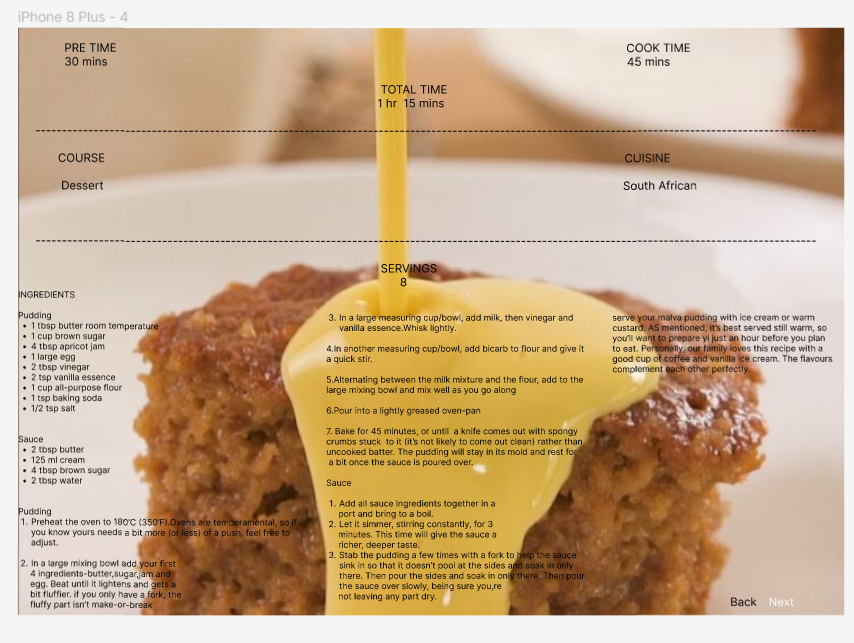 iPhone 8 Plus - 4
PRE TIME
30 mins
COOK TIME
45 mins
TOTAL TIME
1 hr 15 mins
COURSE
Dessert
CUISINE
South African
SERVINGS
8
INGREDIENTS
Pudding
• 1 tbsp butter room temperature
• 1 cup brown sugar
• 4 tbsp apricot jam
• 1 large egg
• 2 tbsp vinegar
• 2 tsp vanilla essence
• 1 cup all-purpose flour
• 1 tsp baking soda
• 1/2 tsp salt
Sauce
• 2 tbsp butter
• 125 ml cream
• 4 tbsp brown sugar
• 2 tbsp water
Pudding
1. Preheat the oven to 180'C (350'F).Ovens are temperamental, so if
you know yours needs a bit more (or less) of a push, feel free to
adjust.
2. In a large mixing bowl add your first
4 ingredients-butter,sugar,jam and
egg. Beat until it lightens and gets a
bit fluffier. if you only have a fork, the
fluffy part isn't make-or-break
3. In a large measuring cup/bowl, add milk, then vinegar and
vanilla essence.Whisk lightly.
4.In another measuring cup/bowl, add bicarb to flour and give it
a quick stir.
5.Alternating between the milk mixture and the flour, add to the
large mixing bowl and mix well as you go along
6.Pour into a lightly greased oven-pan
7. Bake for 45 minutes, or until a knife comes out with spongy
crumbs stuck to it (it's not likely to come out clean) rather than
uncooked batter. The pudding will stay in its mold and rest for
a bit once the sauce is poured over.
Sauce
1. Add all sauce ingredients together in a
port and bring to a boil.
2. Let it simmer, stirring constantly, for 3
minutes. This time will give the sauce a
richer, deeper taste.
3. Stab the pudding a few times with a fork to help the sauce
sink in so that it doesn't pool at the sides and soak in only
there. Then pour the sides and soak in only there. Then pour
the sauce over slowly, being sure you,re
not leaving any part dry.
serve your malva pudding with ice cream or warm
custard. AS mentioned, it's best served still warm, so
you'll want to prepare yi just an hour before you plan
to eat. Personally, our family loves this recipe with a
good cup of coffee and vanilla ice cream. The flavours
complement each other perfectly.
Back Next